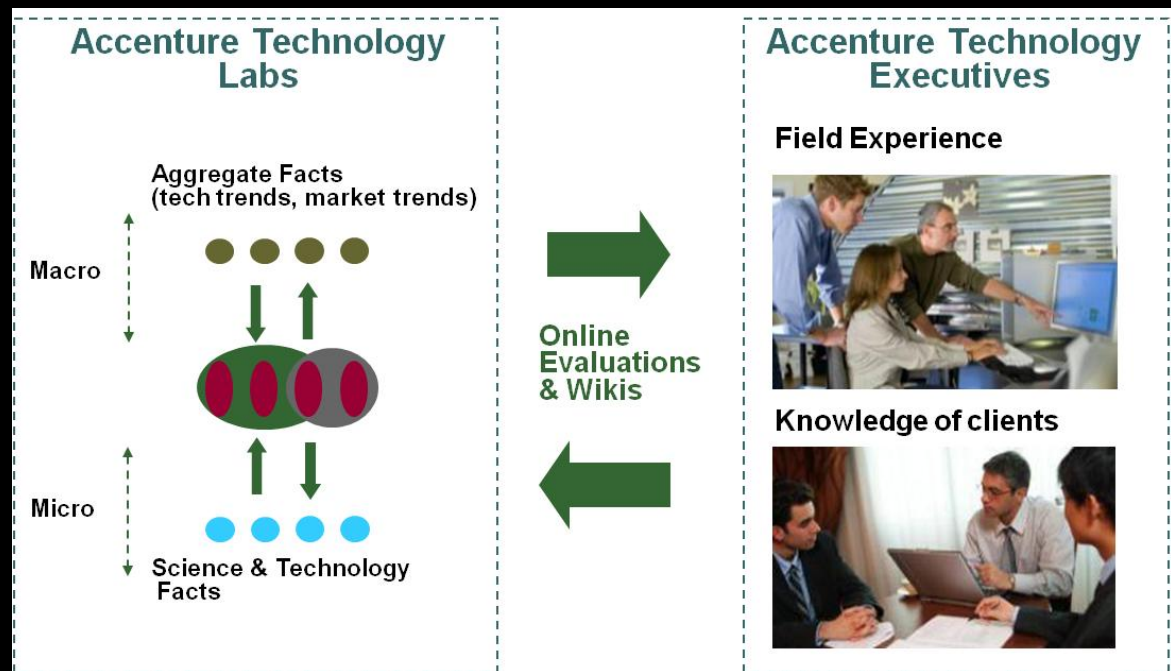 Accenture Technology
Labs
Aggregate Facts
(tech trends, market trends)
Macro
Micro
Science & Technology
Facts
Online
Evaluations
& Wikis
Accenture Technology
Executives
Field Experience
Knowledge of clients